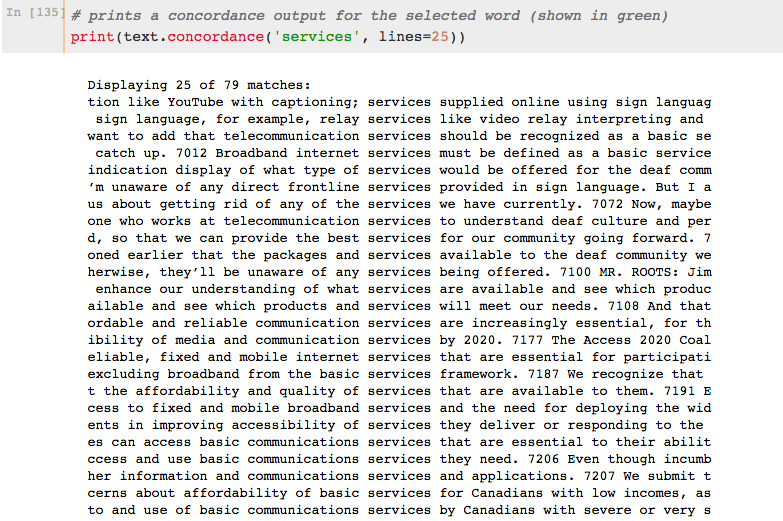 In [135]
# prints a concordance output for the selected word (shown in green)
print(text.concordance('services', lines=25))
Displaying 25 of 79 matches:
tion like YouTube with captioning; services supplied online using sign languag
sign language, for example, relay services like video relay interpreting and
want to add that telecommunication services should be recognized as a basic se
catch up. 7012 Broadband internet services must be defined as a basic service
indication display of what type of services would be offered for the deaf comm
’m unaware of any direct frontline services provided in sign language. But I a
us about getting rid of any of the services we have currently. 7072 Now, maybe
one who works at telecommunication services to understand deaf culture and per
d, so that we can provide the best services for our community going forward. 7
oned earlier that the packages and services available to the deaf community we
herwise, they’ll be unaware of any services being offered. 7100 MR. ROOTS: Jim
enhance our understanding of what services are available and see which produc
ailable and see which products and services will meet our needs. 7108 And that
ordable and reliable communication services are increasingly essential, for th
ibility of media and communication services by 2020. 7177 The Access 2020 Coal
eliable, fixed and mobile internet services that are essential for participati
excluding broadband from the basic services framework. 7187 We recognize that
t the affordability and quality of services that are available to them. 7191 E
cess to fixed and mobile broadband services and the need for deploying the wid
ents in improving accessibility of services they deliver or responding to the
es can access basic communications services that are essential to their abilit
ccess and use basic communications services they need. 7206 Even though incumb
her information and communications services and applications. 7207 We submit t
cerns about affordability of basic services for Canadians with low incomes, as
to and use of basic communications services by Canadians with severe or very s